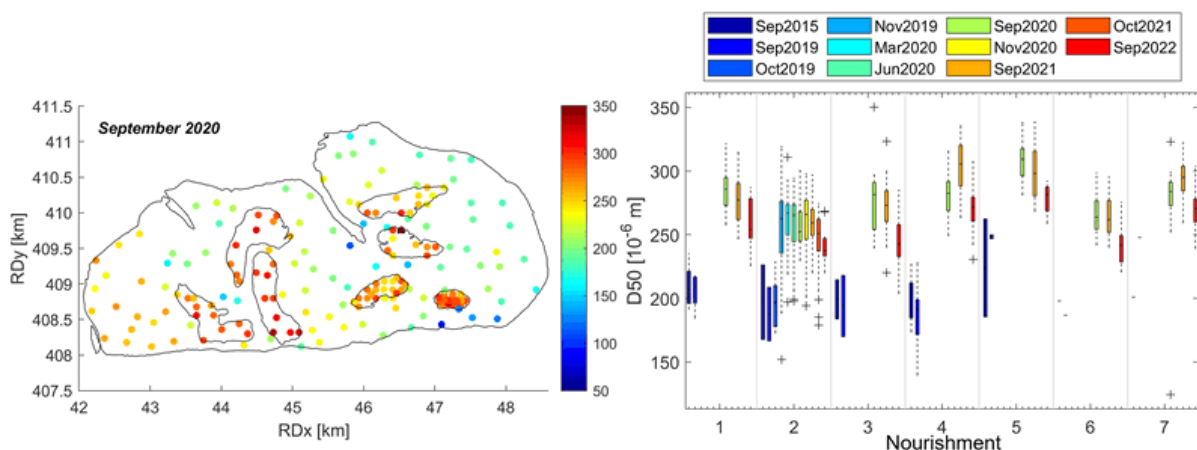 September 2020
411.5
411
410.5
410
409.5
409
408.5
408
407.5
RDy [km]
42 43 44 45 46 47 48
RDx [km]
350
300
250
200
150
100
50
Sep2015 Nov2019 Sep2020 Oct2021
Sep2019 Mar2020 Nov2020 Sep2022
Oct2019 Jun2020 Sep2021
350
300
250
200
150
D50 [10-6 m]
1 2 3 4 5 6 7
Nourishment